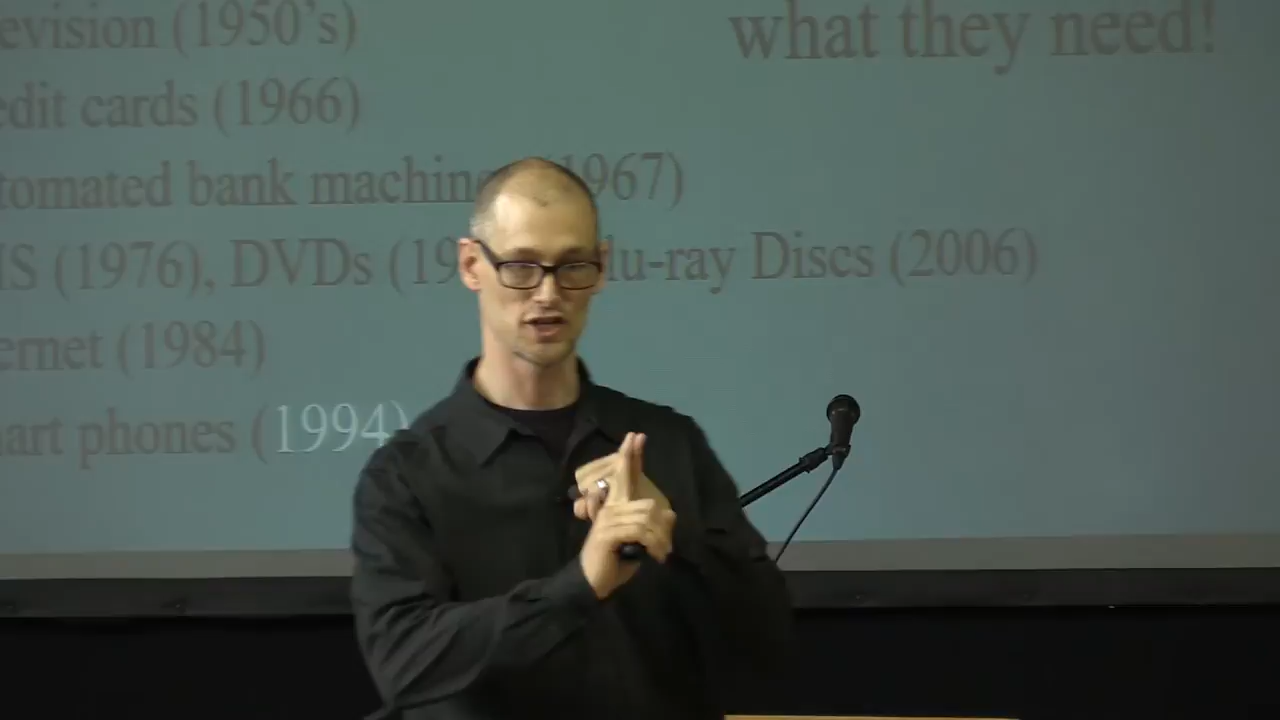 evision (1950's)
what they need!
edit cards (1966)
tomated bank machin 1967)
IS (1976), DVDs (19 lu-ray Discs (2006)
ernet (1984)
art phones (1994)